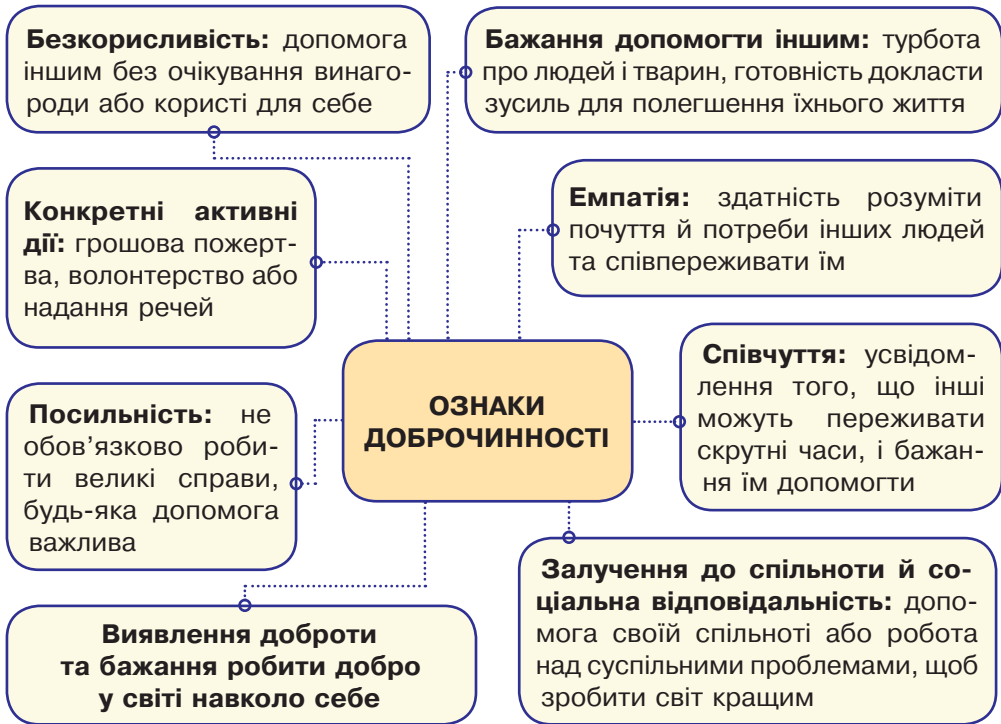 Безкорисливість: допомога
іншим без очікування винаго-
роди або користі для себе
Бажання допомогти іншим: турбота
про людей і тварин, готовність докласти
зусиль для полегшення їхнього життя
Конкретні активні
дії: грошова пожерт-
ва, волонтерство або
надання речей
Емпатія: здатність розуміти
почуття й потреби інших людей
та співпереживати їм
ОЗНАКИ
ДОБРОЧИННОСТІ
Співчуття: усвідом-
лення того, що інші
можуть переживати
скрутні часи, і бажан-
ня їм допомогти
Посильність: не
обов’язково роби-
ти великі справи,
будь-яка допомога
важлива
Виявлення доброти
та бажання робити добро
у світі навколо себе
Залучення до спільноти й со-
ціальна відповідальність: допо-
мога своїй спільноті або робота
над суспільними проблемами, щоб
зробити світ кращим